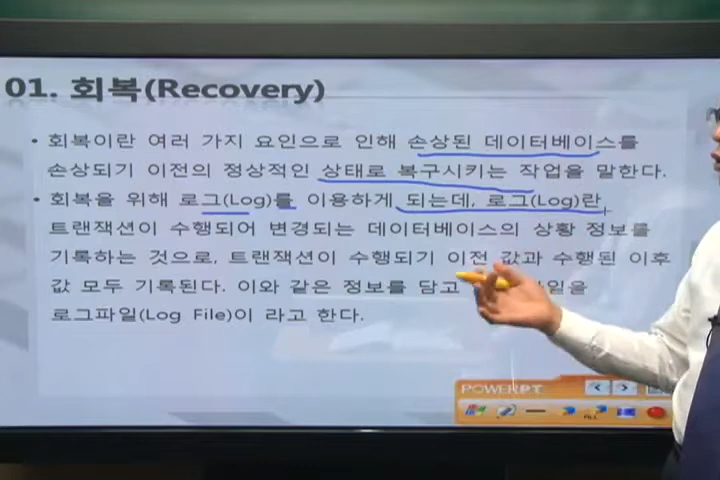 01. 회복(Recovery)
• 회복이란 여러 가지 요인으로 인해 손상된 데이터베이스를
손상되기 이전의 정상적인 상태로 복구시키는 작업을 말한다.
• 회복을 위해 로그(Log)를 이용하게 되는데, 로그(Log)란
트랜잭션이 수행되어 변경되는 데이터베이스의 상황 정보를
기록하는 것으로, 트랜잭션이 수행되기 이전 값과 수행된 이후
값 모두 기록된다. 이와 같은 정보를 담고
로그파일(Log File)이 라고 한다.
POWER